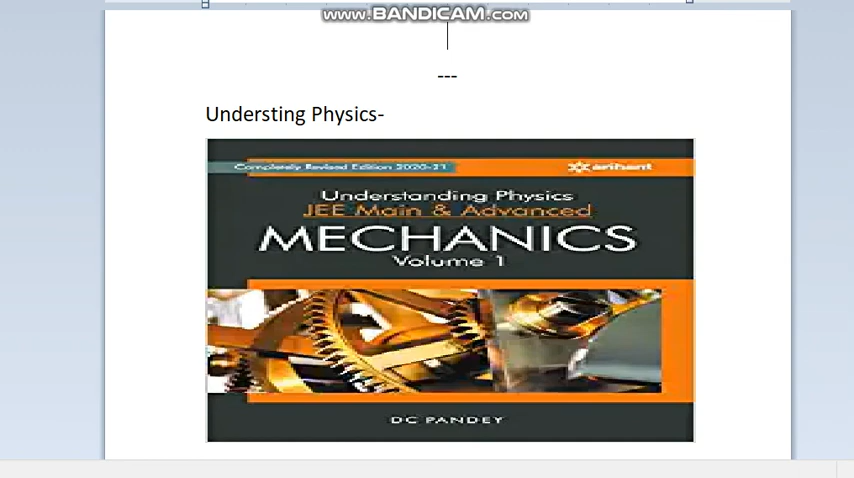 www.BANDICAM.com
---
Understing Physics-
Completely Revised Edition 2020-21
arihant
Understanding Physics
JEE Main & Advanced
MECHANICS
Volume 1
DC PANDEY